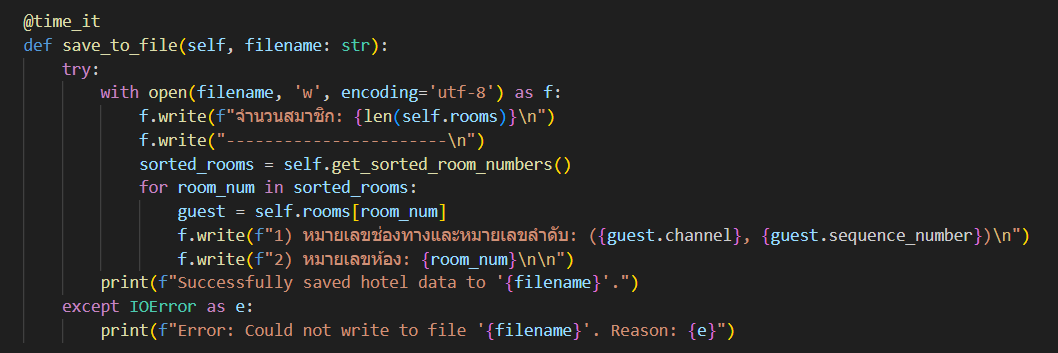 @time_it
def save_to_file(self, filename: str):
    try:
        with open(filename, 'w', encoding='utf-8') as f:
            f.write(f"จำนวนสมาชิก: {len(self.rooms)}\n")
            f.write("-----------------------\n")
            sorted_rooms = self.get_sorted_room_numbers()
            for room_num in sorted_rooms:
                guest = self.rooms[room_num]
                f.write(f"1) หมายเลขช่องทางและหมายเลขลำดับ: ({guest.channel}, {guest.sequence_number})\n")
                f.write(f"2) หมายเลขห้อง: {room_num}\n\n")
        print(f"Successfully saved hotel data to '{filename}'.")
    except IOError as e:
        print(f"Error: Could not write to file '{filename}'. Reason: {e}")